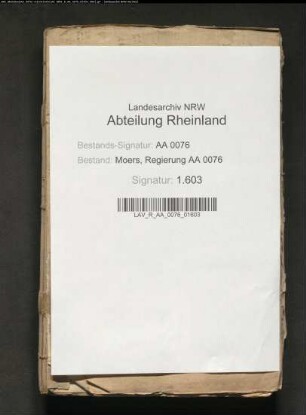 Landesarchiv NRW
Abteilung Rheinland
Bestands-Signatur: AA 0076
Bestand: Moers, Regierung AA 0076
Signatur: 1.603
LAV_R_AA_0076_01603